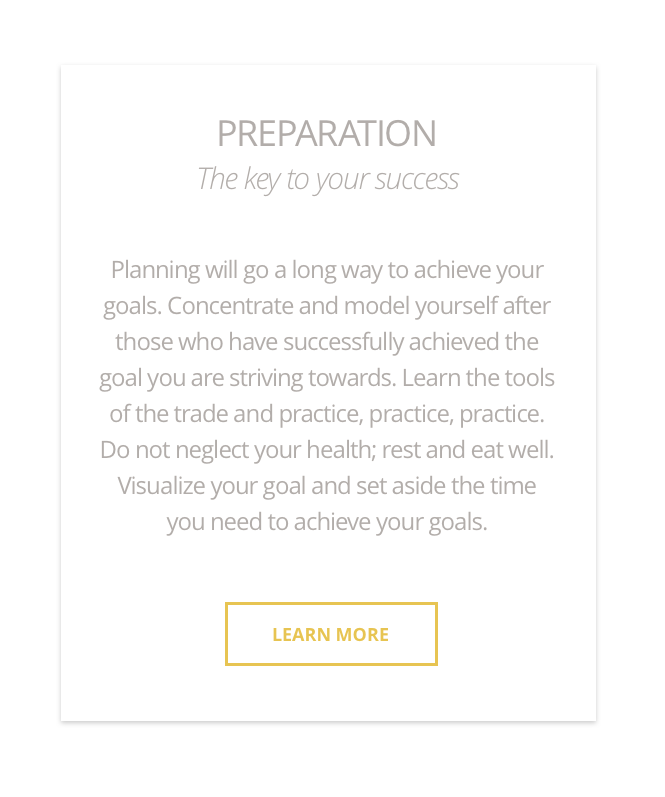 PREPARATION
The key to your success
Planning will go a long way to achieve your
goals. Concentrate and model yourself after
those who have successfully achieved the
goal you are striving towards. Learn the tools
of the trade and practice, practice, practice.
Do not neglect your health; rest and eat well.
Visualize your goal and set aside the time
you need to achieve your goals.
LEARN MORE